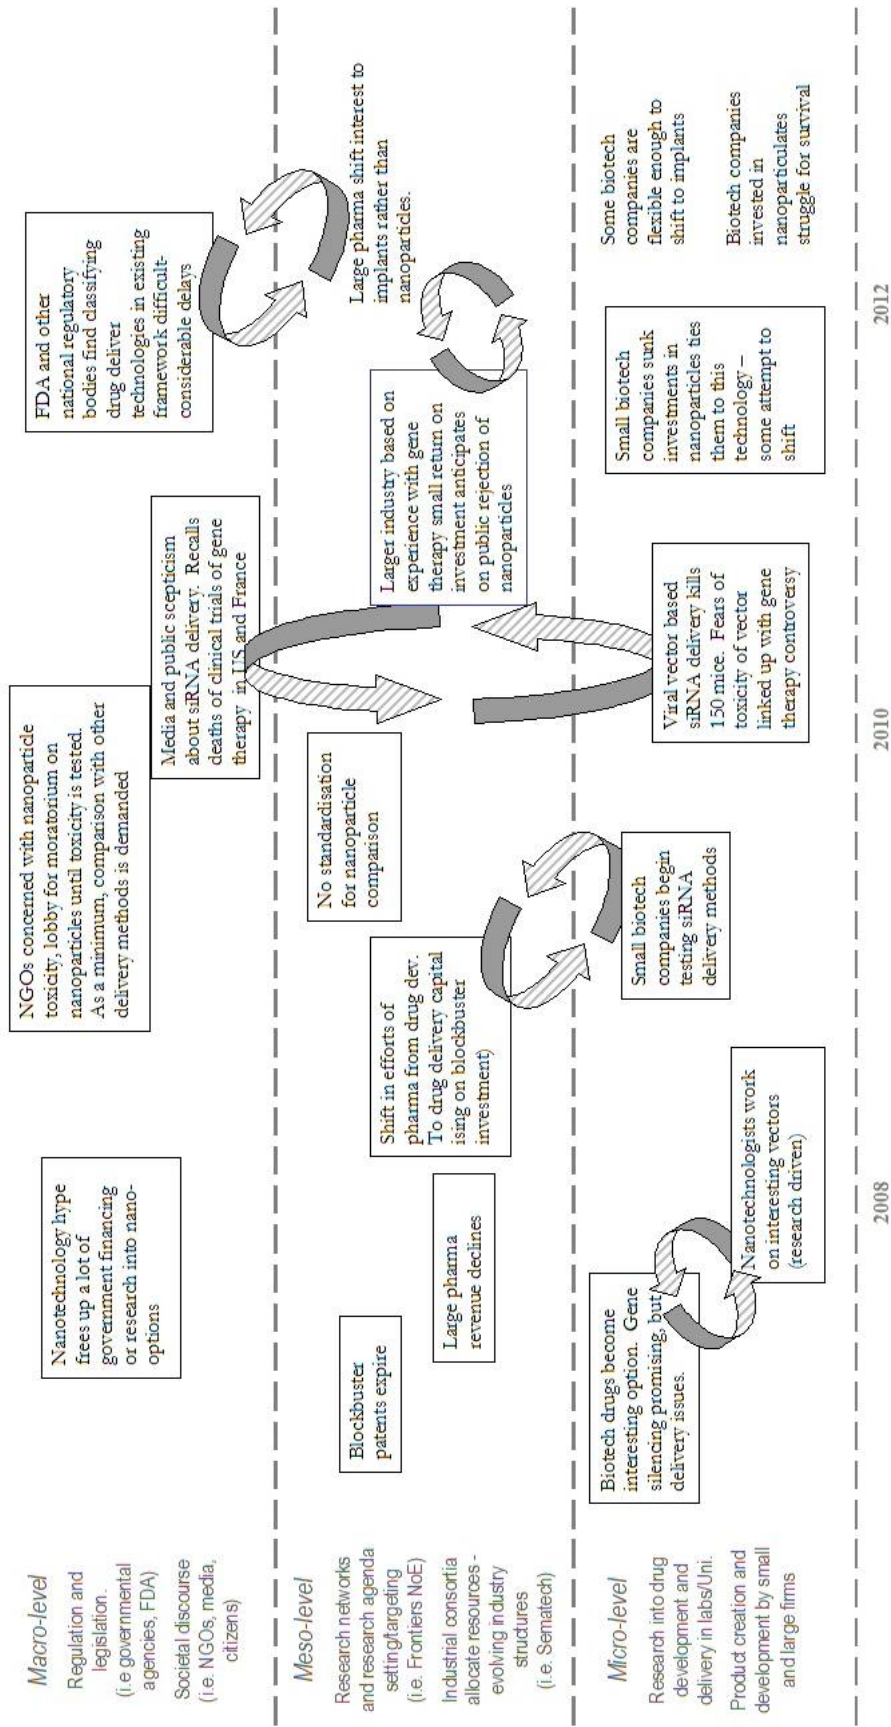 Macro-level
Regulation and
legislation.
(i.e governmental
agencies, FDA)
Societal discourse
(i.e. NGOs, media,
citizens)
Nanotechnology hype
frees up a lot of
government financing
or research into nano-
options
NGOs concerned with nanoparticle
toxicity, lobby for moratorium on
nanoparticles until toxicity is tested.
As a minimum, comparison with other
delivery methods is demanded
Media and public scepticism
about siRNA delivery. Recalls
deaths of clinical trials of gene
therapy in US and France
FDA and other
national regulatory
bodies find classifying
drug deliver
technologies in existing
framework difficult-
considerable delays
Meso-level
Research networks
and research agenda
setting/targeting
(i.e. Frontiers NoE)
Industrial consortia
allocate resources -
evolving industry
structures
(i.e. Sematech)
Blockbuster
patents expire
Large pharma
revenue declines
Shift in efforts of
pharma from drug dev.
To drug delivery capital
ising on blockbuster
investment)
No standardisation
for nanoparticle
comparison
Larger industry based on
experience with gene
therapy small return on
investment anticipates
on public rejection of
nanoparticles
Large pharma shift interest to
implants rather than
nanoparticles.
Micro-level
Research into drug
development and
delivery in labs/Uni.
Product creation and
development by small
and large firms
Biotech drugs become
interesting option. Gene
silencing promising, but
delivery issues.
Nanotechnologists work
on interesting vectors
(research driven)
Small biotech
companies begin
testing siRNA
delivery methods
Viral vector based
siRNA delivery kills
150 mice. Fears of
toxicity of vector
linked up with gene
therapy controversy
Small biotech
companies sunk
investments in
nanoparticles ties
them to this
technology –
some attempt to
shift
Some biotech
companies are
flexible enough to
shift to implants
Biotech companies
invested in
nanoparticulates
struggle for survival
2008
2010
2012